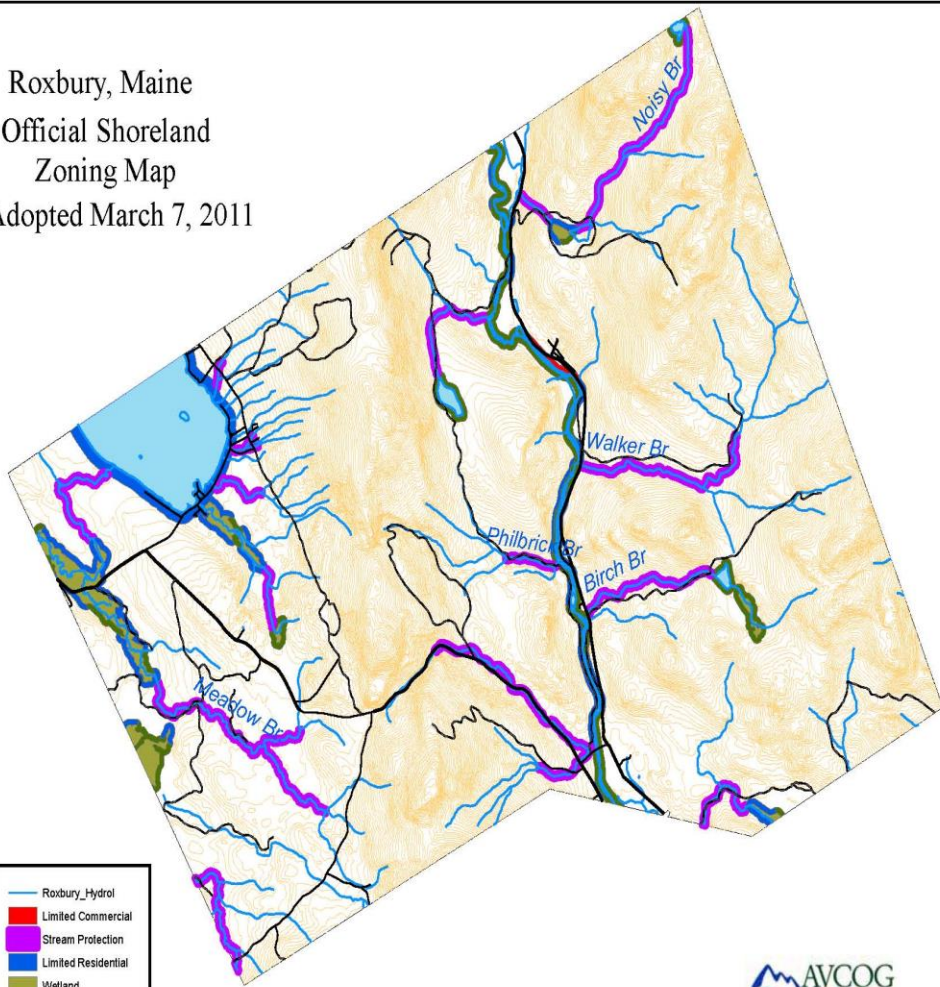 Roxbury, Maine
Official Shoreland
Zoning Map
Adopted March 7, 2011
Noisy Br
Walker Br
Philbrick Br
Birch Br
Meadow Br
Roxbury_Hydrol
Limited Commercial
Stream Protection
Limited Residential
Wetland
AVCOG